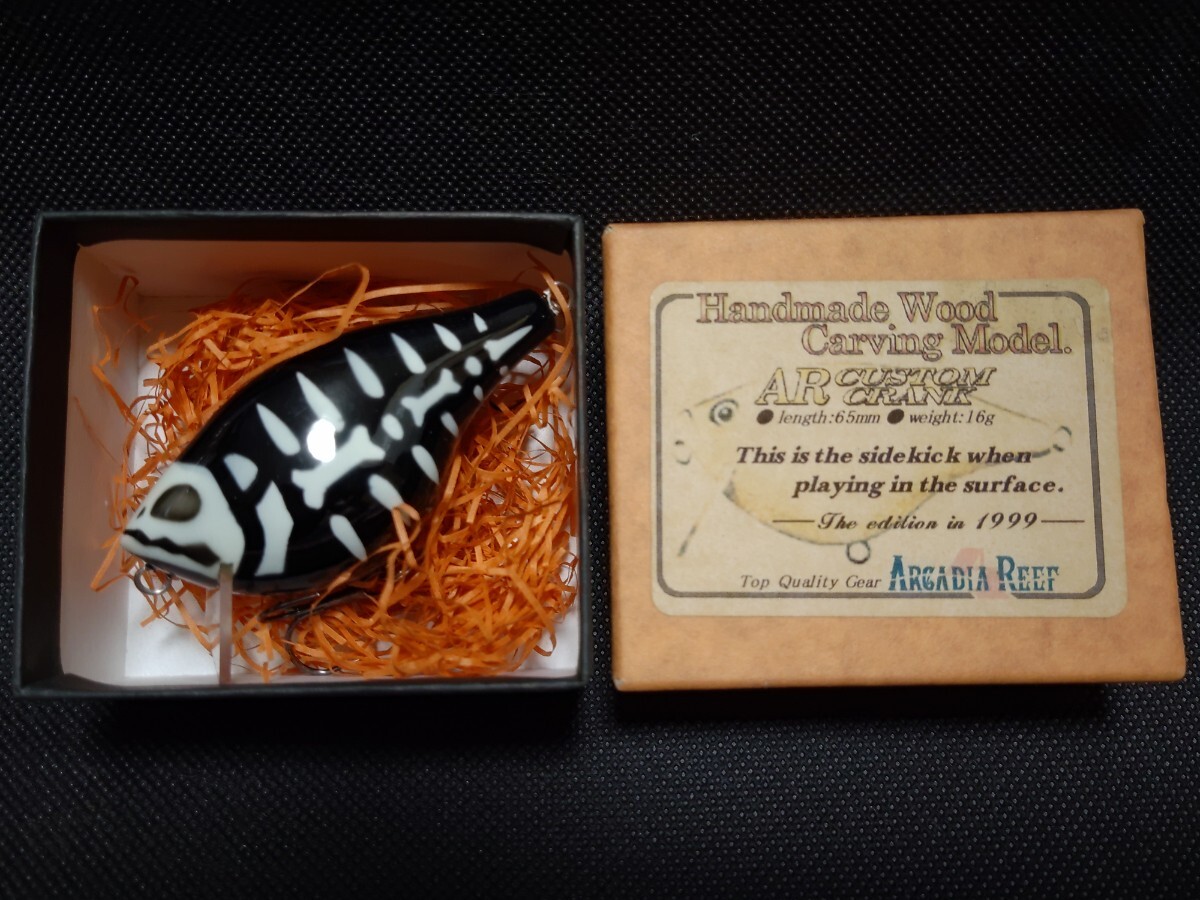 Handmade Wood
Carving Model.
AR CUSTOM
CRANK
● length:65mm ● weight:16g
This is the sidekick when
playing in the surface.
The edition in 1999
Top Quality Gear ARCADIA REEF